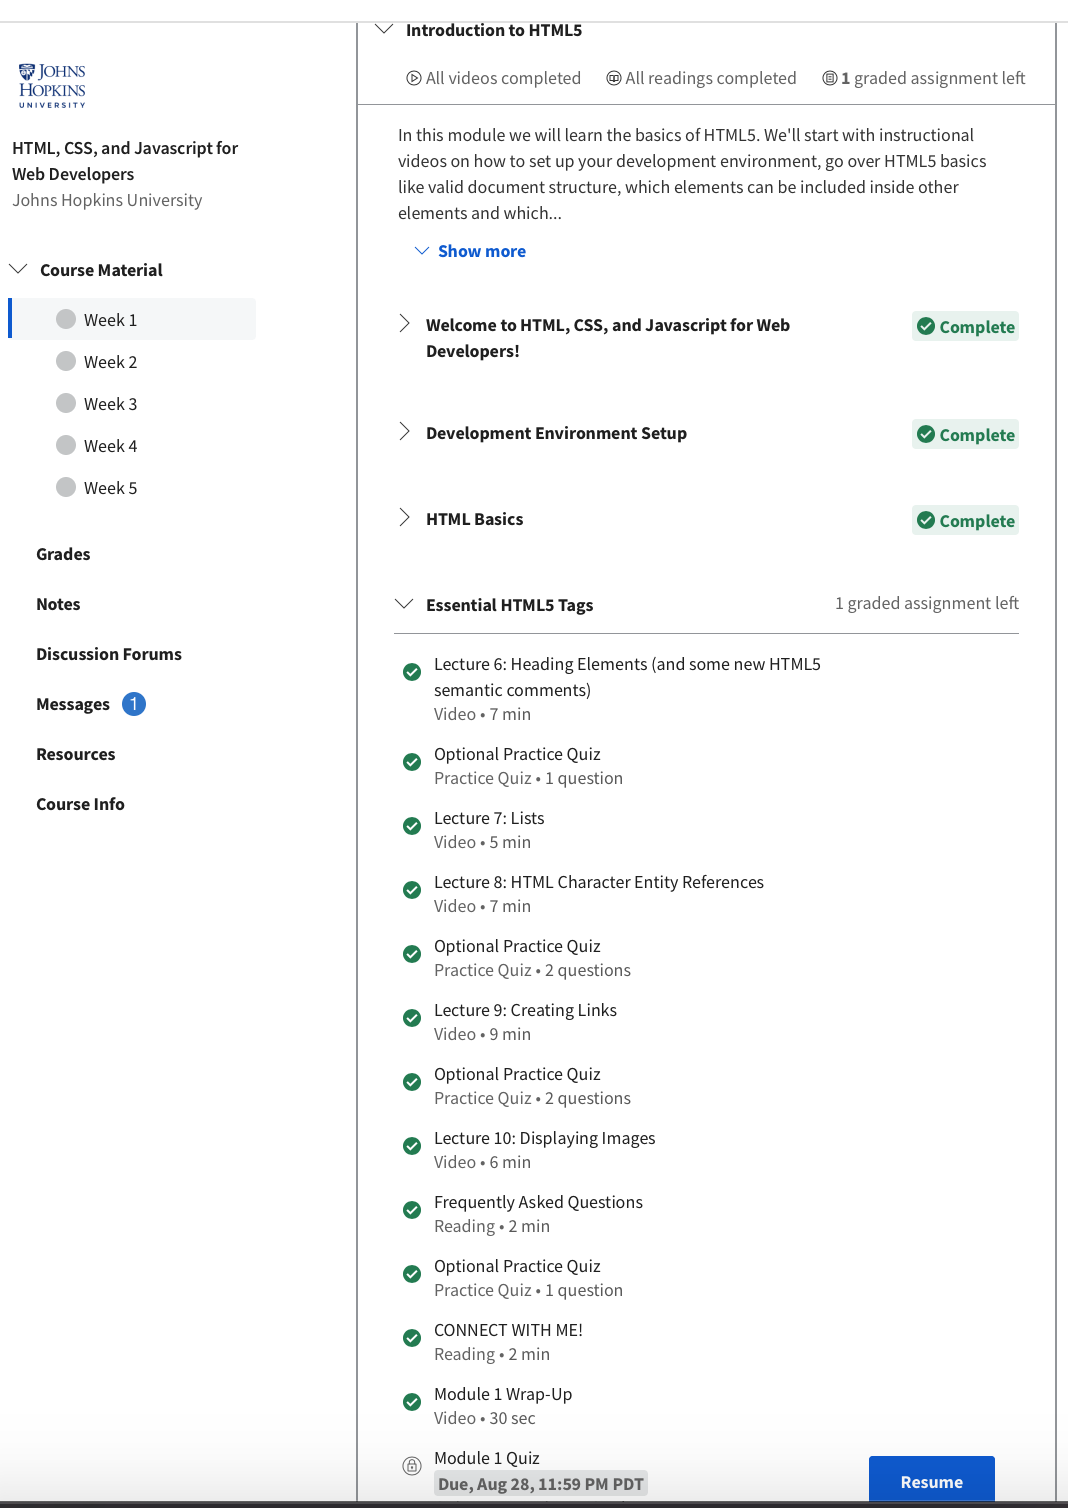 JOHNS
HOPKINS
UNIVERSITY
HTML, CSS, and Javascript for
Web Developers
Johns Hopkins University
Course Material
Week 1
Week 2
Week 3
Week 4
Week 5
Grades
Notes
Discussion Forums
Messages 1
Resources
Course Info
Introduction to HTML5
All videos completed All readings completed 1 graded assignment left
In this module we will learn the basics of HTML5. We'll start with instructional
videos on how to set up your development environment, go over HTML5 basics
like valid document structure, which elements can be included inside other
elements and which...
Show more
Welcome to HTML, CSS, and Javascript for Web
Developers!
Complete
Development Environment Setup Complete
HTML Basics Complete
Essential HTML5 Tags 1 graded assignment left
Lecture 6: Heading Elements (and some new HTML5
semantic comments)
Video • 7 min
Optional Practice Quiz
Practice Quiz • 1 question
Lecture 7: Lists
Video • 5 min
Lecture 8: HTML Character Entity References
Video • 7 min
Optional Practice Quiz
Practice Quiz • 2 questions
Lecture 9: Creating Links
Video • 9 min
Optional Practice Quiz
Practice Quiz • 2 questions
Lecture 10: Displaying Images
Video • 6 min
Frequently Asked Questions
Reading • 2 min
Optional Practice Quiz
Practice Quiz • 1 question
CONNECT WITH ME!
Reading • 2 min
Module 1 Wrap-Up
Video • 30 sec
Module 1 Quiz
Due, Aug 28, 11:59 PM PDT
Resume